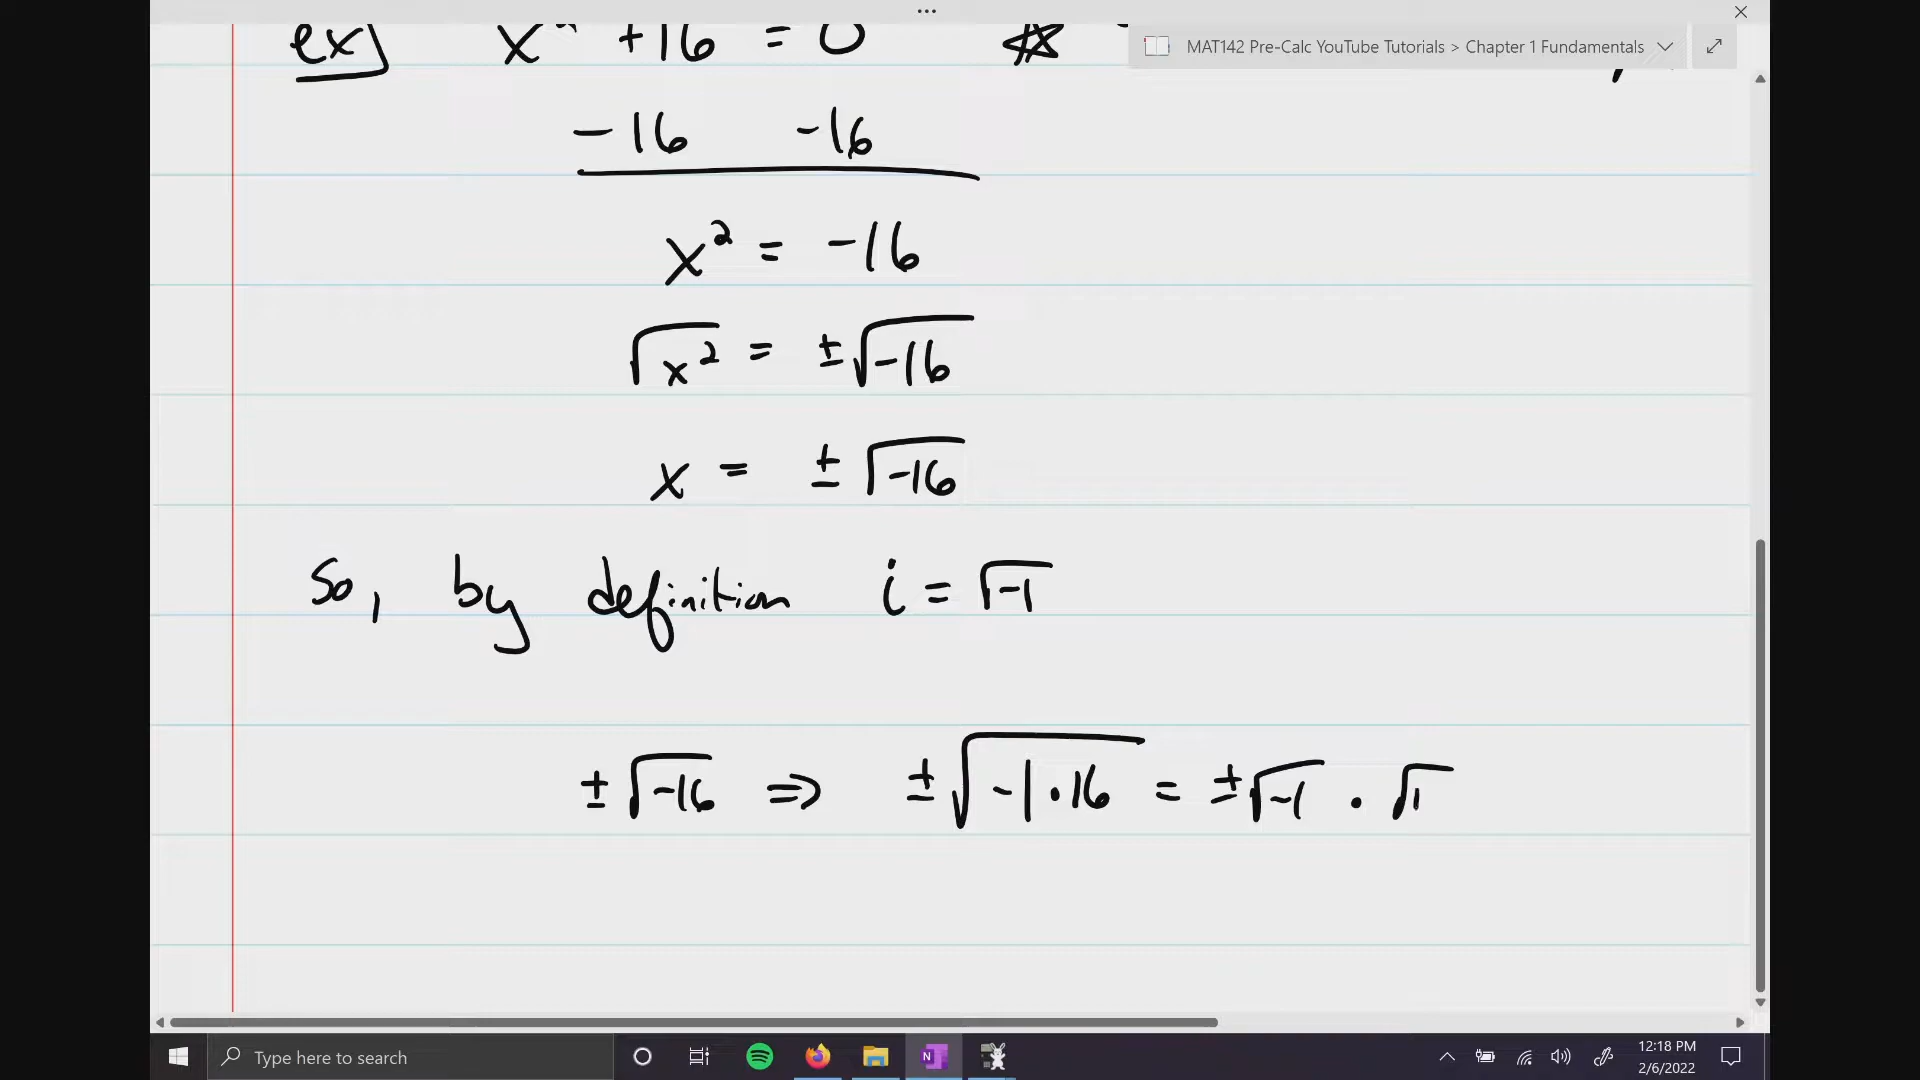 ...
MAT142 Pre-Calc YouTube Tutorials > Chapter 1 Fundamentals
ex) x² +16 = 0
-16 -16
x² = -16
√x² = ±√-16
x = ± √-16
So, by definition i = √-1
± √-16 ⇒ ± √-1·16 = ±√-1 · √1
Type here to search
12:18 PM
2/6/2022